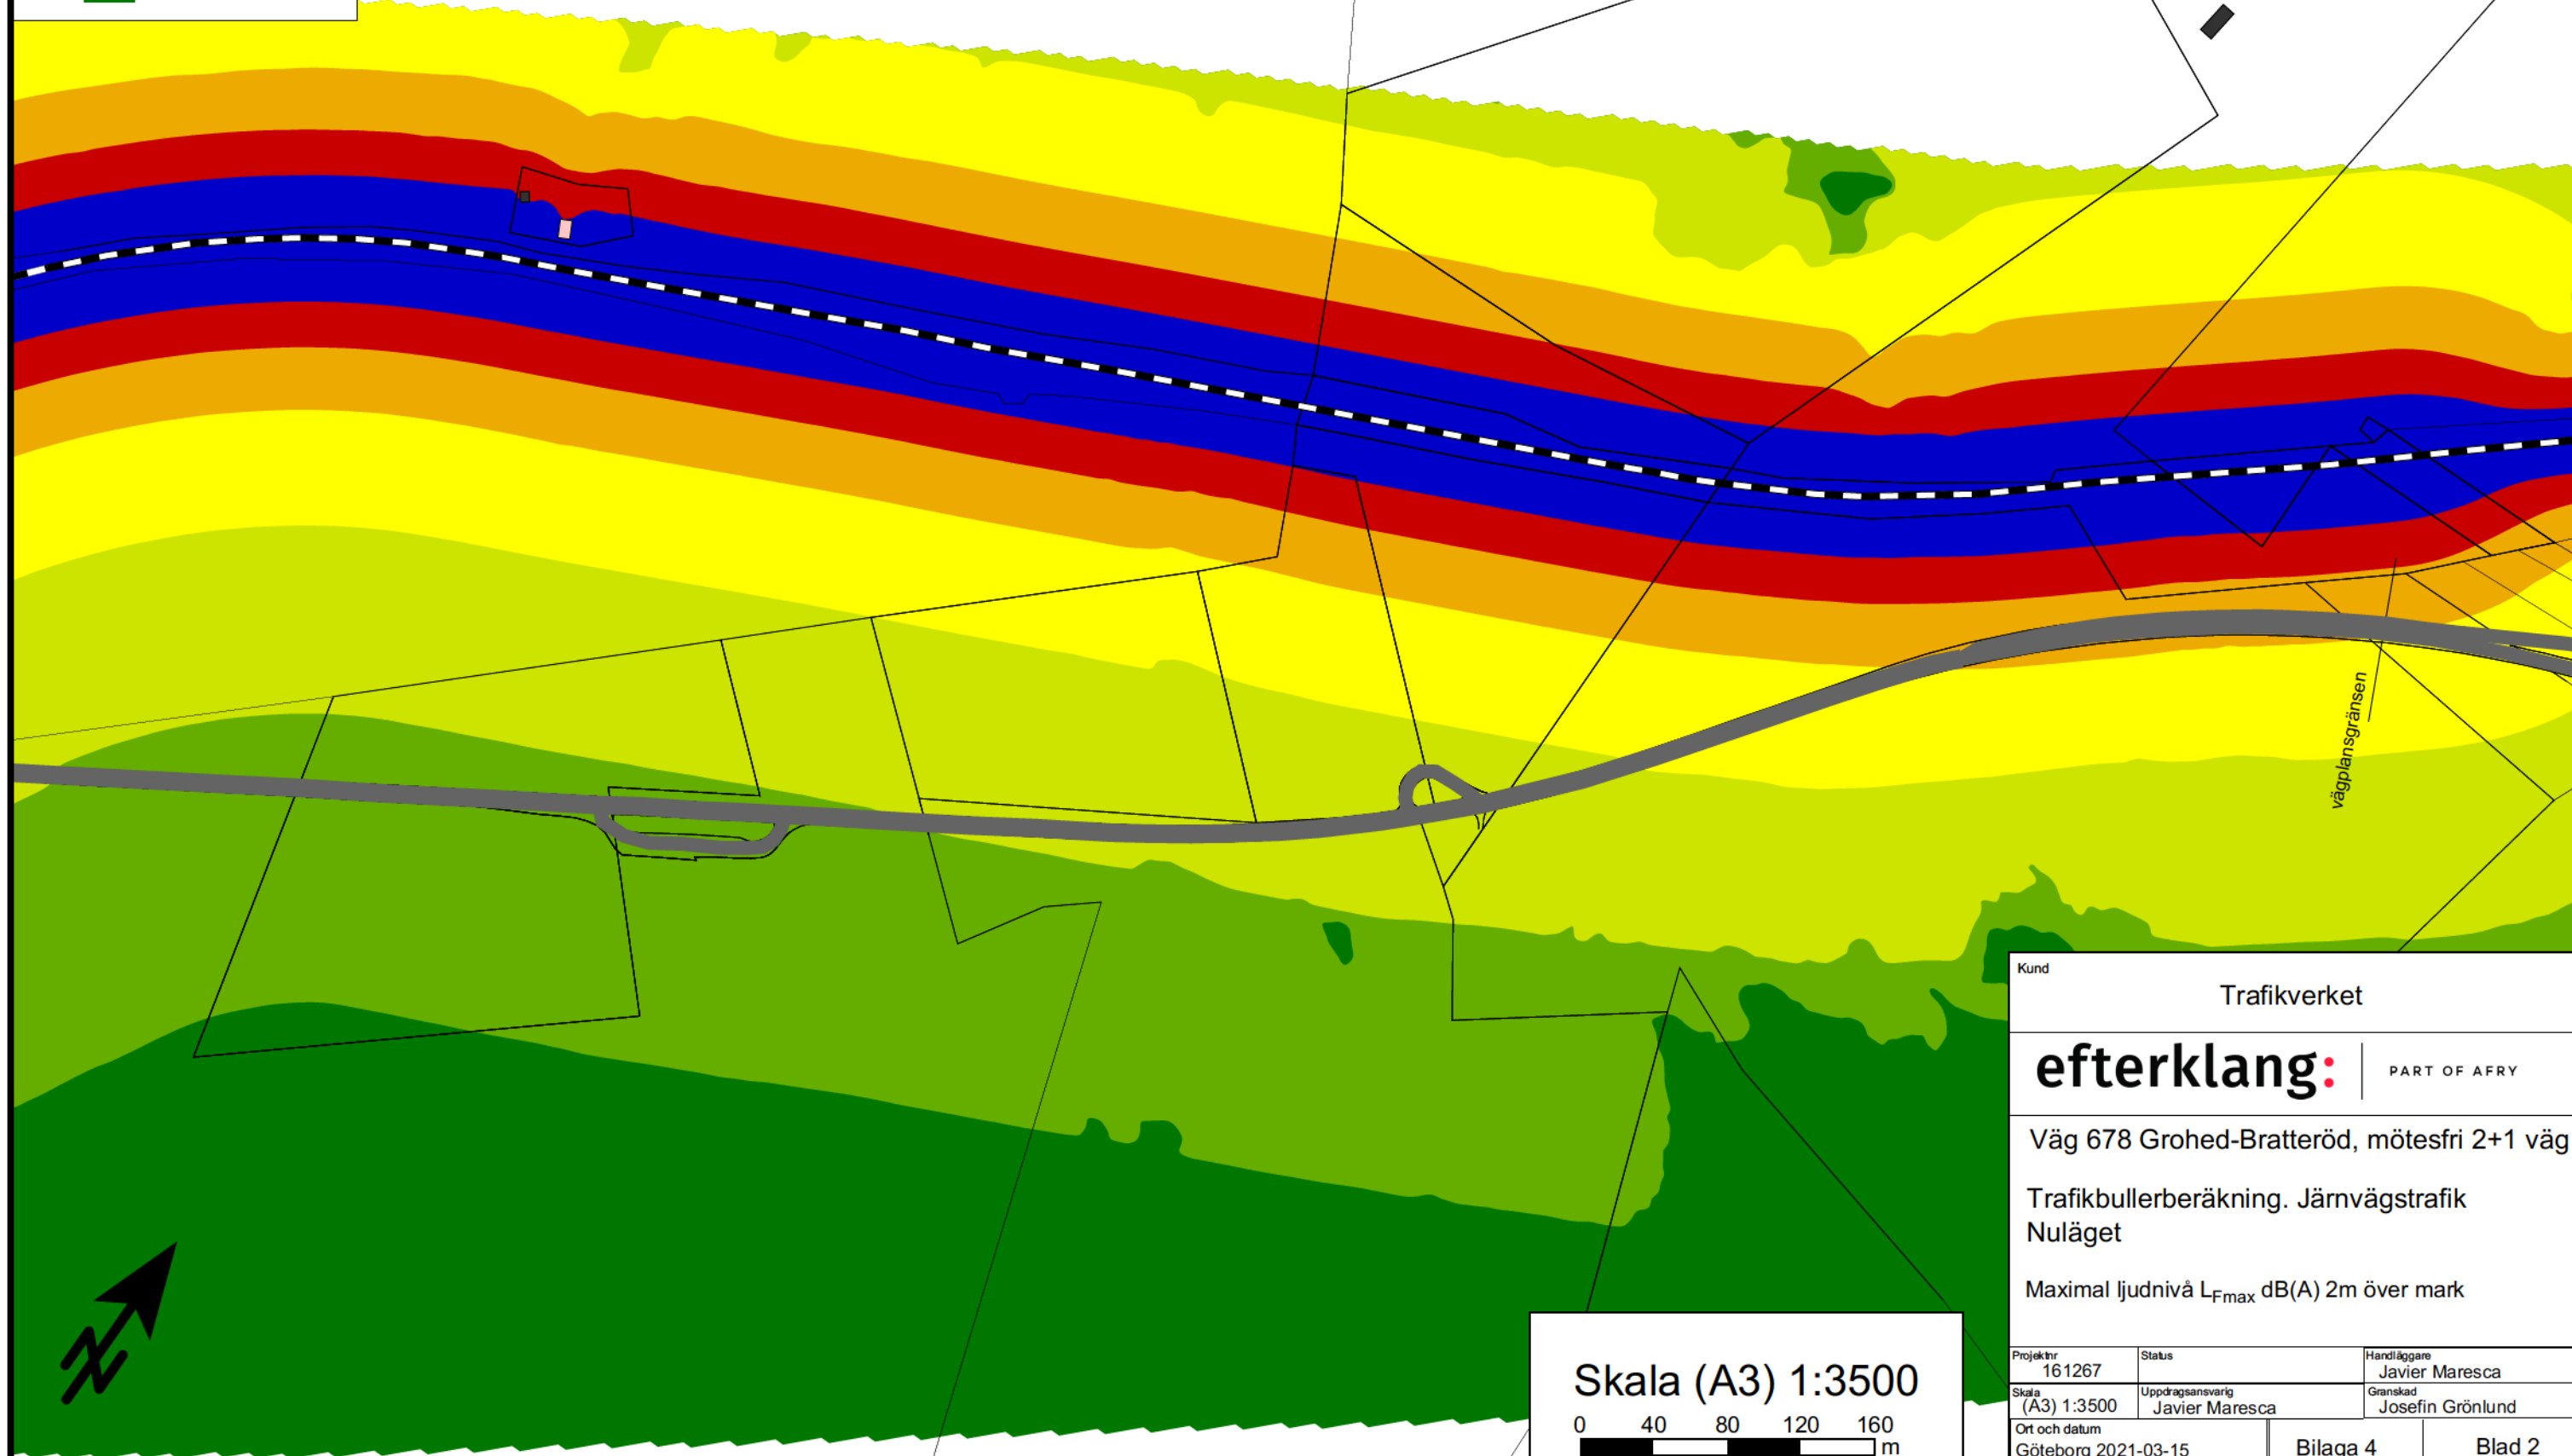 vägplansgränsen
Kund
Trafikverket
efterklang: PART OF AFRY
Väg 678 Grohed-Bratteröd, mötesfri 2+1 väg
Trafikbullerberäkning. Järnvägstrafik
Nuläget
Maximal ljudnivå LFmax dB(A) 2m över mark
Projektnr Status Handläggare
161267 Javier Maresca
Skala Uppdragsansvarig Granskad
(A3) 1:3500 Javier Maresca Josefin Grönlund
Ort och datum
Göteborg 2021-03-15 Bilaga 4 Blad 2
Skala (A3) 1:3500
0 40 80 120 160
m
N